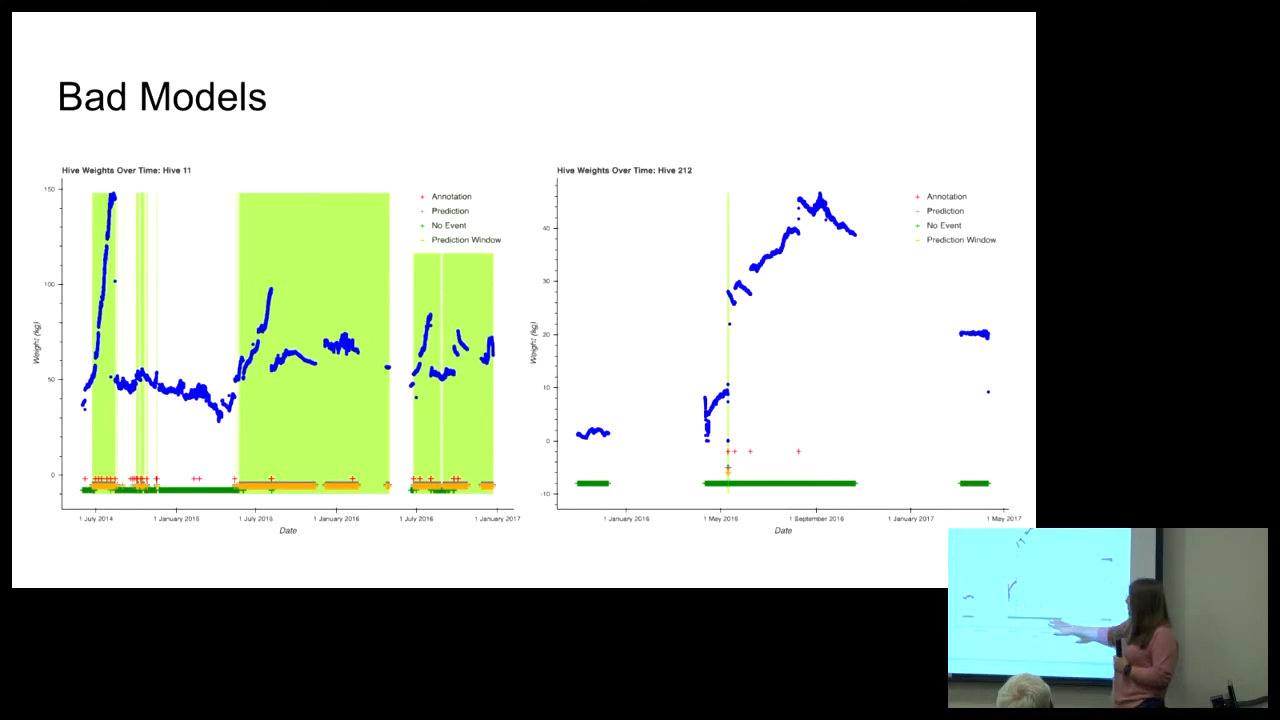 Bad Models
Hive Weights Over Time: Hive 11
150
100
50
0
Weight (kg)
Annotation
Prediction
No Event
Prediction Window
1 July 2014
1 January 2015
1 July 2015
1 January 2016
1 July 2016
1 January 2017
Date
Hive Weights Over Time: Hive 212
40
30
20
10
0
-10
Weight (kg)
Annotation
Prediction
No Event
Prediction Window
1 January 2016
1 May 2016
1 September 2016
1 January 2017
1 May 2017
Date